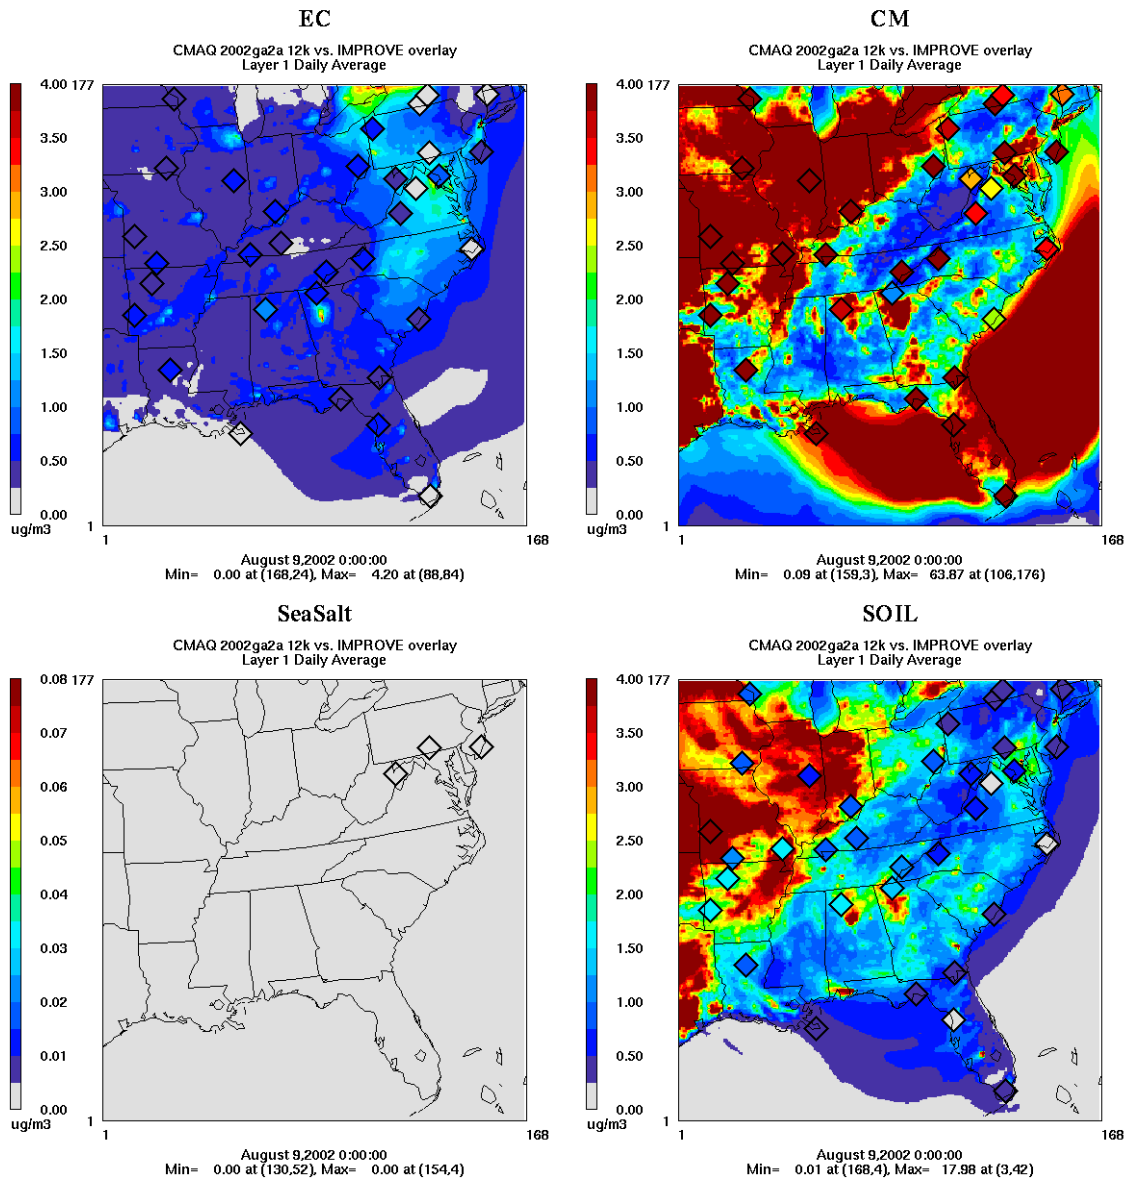 EC
CMAQ 2002ga2a 12k vs. IMPROVE overlay
Layer 1 Daily Average
4.00
3.50
3.00
2.50
2.00
1.50
1.00
0.50
0.00
ug/m3
177
1
1
168
August 9,2002 0:00:00
Min= 0.00 at (168,24), Max= 4.20 at (88,84)
CM
CMAQ 2002ga2a 12k vs. IMPROVE overlay
Layer 1 Daily Average
4.00
3.50
3.00
2.50
2.00
1.50
1.00
0.50
0.00
ug/m3
177
1
1
168
August 9,2002 0:00:00
Min= 0.09 at (159,3), Max= 63.87 at (106,176)
SeaSalt
CMAQ 2002ga2a 12k vs. IMPROVE overlay
Layer 1 Daily Average
0.08
0.07
0.06
0.05
0.04
0.03
0.02
0.01
0.00
ug/m3
177
1
1
168
August 9,2002 0:00:00
Min= 0.00 at (130,52), Max= 0.00 at (154,4)
SOIL
CMAQ 2002ga2a 12k vs. IMPROVE overlay
Layer 1 Daily Average
4.00
3.50
3.00
2.50
2.00
1.50
1.00
0.50
0.00
ug/m3
177
1
1
168
August 9,2002 0:00:00
Min= 0.01 at (168,4), Max= 17.98 at (3,42)